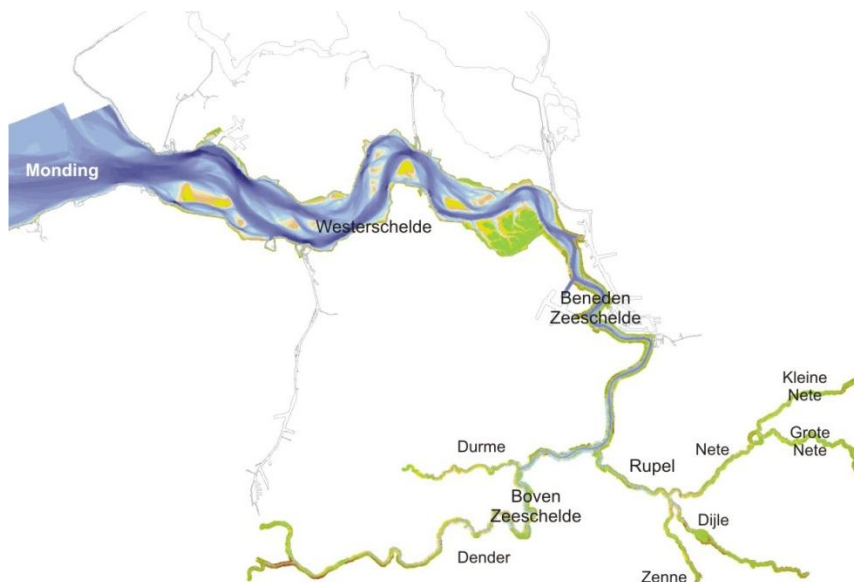 Monding
Westerschelde
Beneden
Zeeschelde
Kleine
Nete
Grote
Nete
Nete
Durme
Rupel
Boven
Zeeschelde
Dijle
Dender
Zenne